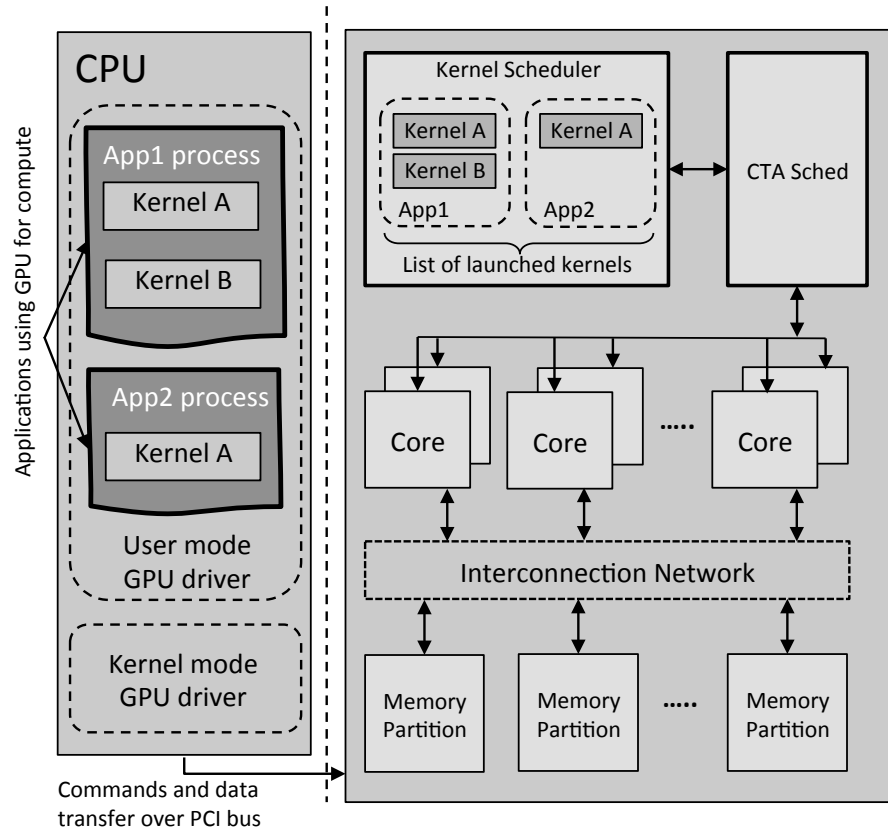 Applications using GPU for compute
CPU
App1 process
Kernel A
Kernel B
App2 process
Kernel A
User mode
GPU driver
Kernel mode
GPU driver
Commands and data
transfer over PCI bus
Kernel Scheduler
Kernel A
Kernel B
App1
Kernel A
App2
List of launched kernels
CTA Sched
Core
Core
.....
Core
Interconnection Network
Memory
Partition
Memory
Partition
.....
Memory
Partition